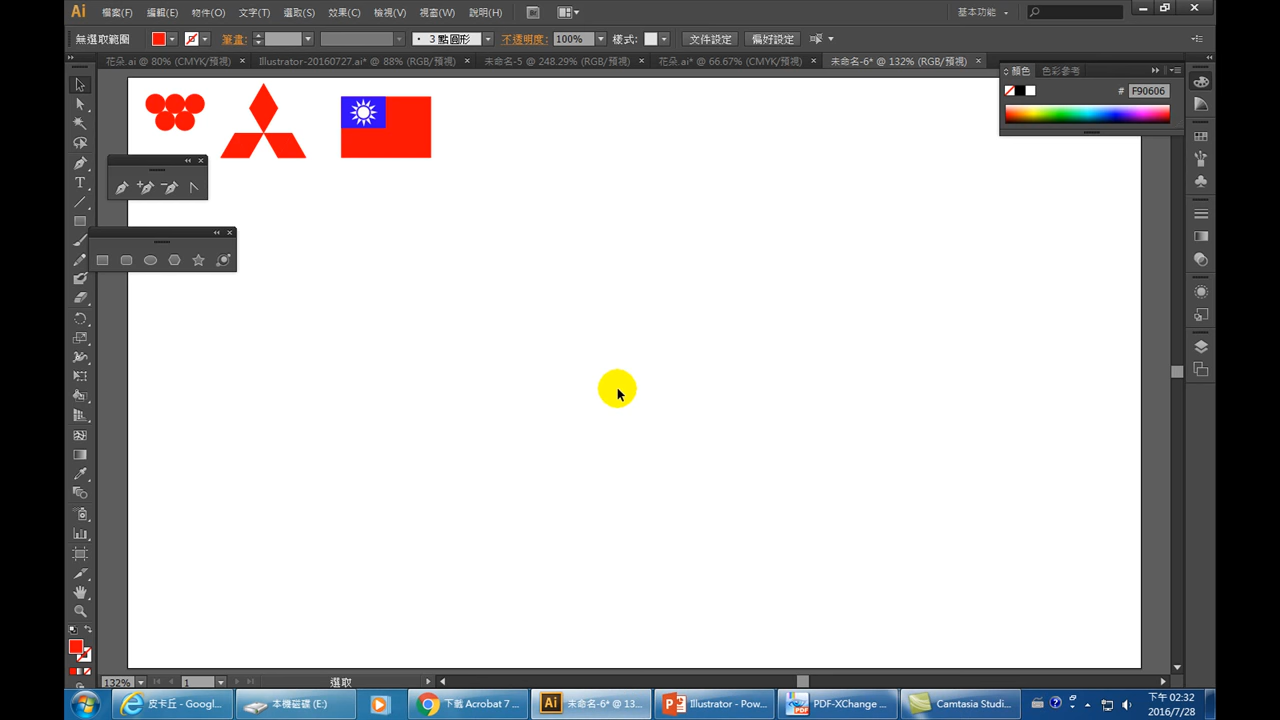 Ai 檔案(F) 編輯(E) 物件(O) 文字(T) 選取(S) 效果(C) 檢視(V) 視窗(W) 說明(H) Br 基本功能
無選取範圍 筆畫: 3 點圓形 不透明度: 100% 樣式: 文件設定 偏好設定
花朵.ai @ 80% (CMYK/預視) × Illustrator-20160727.ai* @ 88% (RGB/預視) × 未命名-5 @ 248.29% (RGB/預視) × 花朵.ai* @ 66.67% (CMYK/預視) × 未命名-6* @ 132% (RGB/預視) ×
顏色 色彩參考
# F90606
132% 1 選取
皮卡丘 - Googl... 本機磁碟 (E:) 下載 Acrobat 7 ... Ai 未命名-6* @ 13... Illustrator - Pow... PDF-XChange ... Camtasia Studi... 下午 02:32
2016/7/28